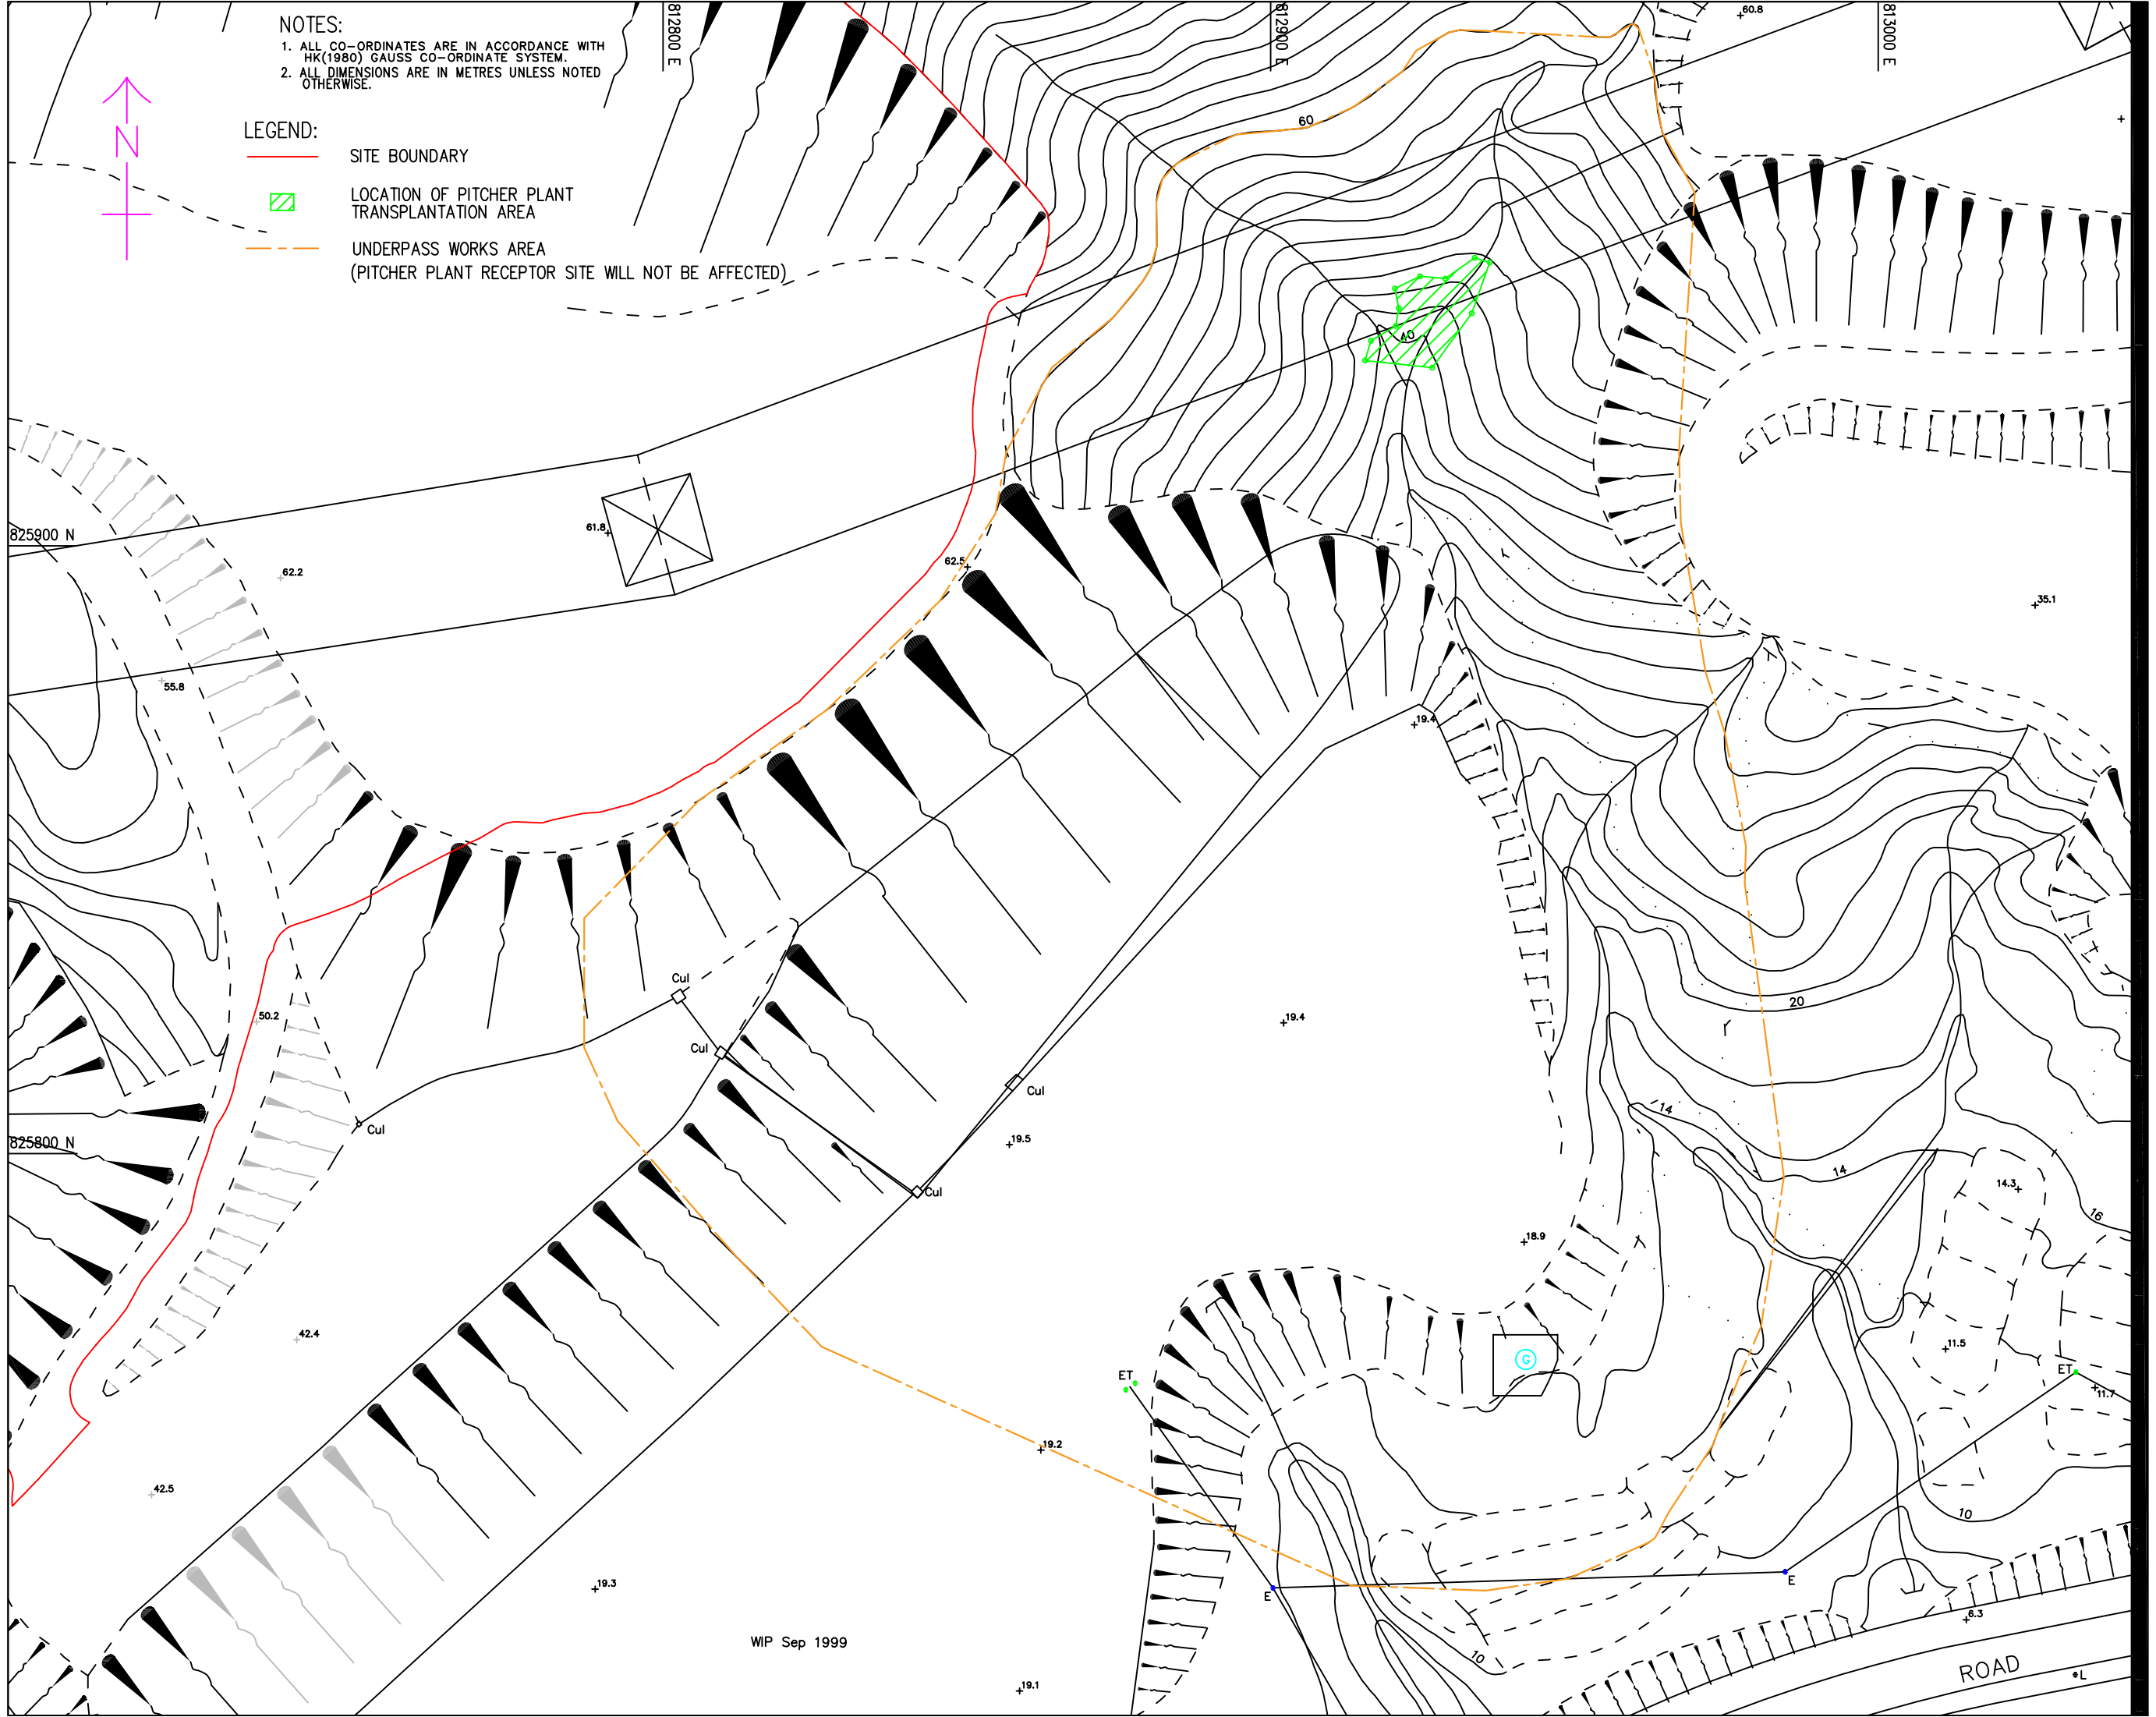 NOTES:
1. ALL CO-ORDINATES ARE IN ACCORDANCE WITH
HK(1980) GAUSS CO-ORDINATE SYSTEM.
2. ALL DIMENSIONS ARE IN METRES UNLESS NOTED
OTHERWISE.
N
LEGEND:
SITE BOUNDARY
LOCATION OF PITCHER PLANT
TRANSPLANTATION AREA
UNDERPASS WORKS AREA
(PITCHER PLANT RECEPTOR SITE WILL NOT BE AFFECTED)
812800 E
812900 E
813000 E
60.8
60
40
825900 N
61.8
62.5
62.2
35.1
55.8
19.4
Cul
50.2
20
19.4
Cul
Cul
Cul
14
825800 N
19.5
14
14.3
Cul
16
18.9
42.4
11.5
G
ET
ET
11.7
19.2
42.5
10
19.3
E
E
6.3
WIP Sep 1999
10
ROAD
L
19.1